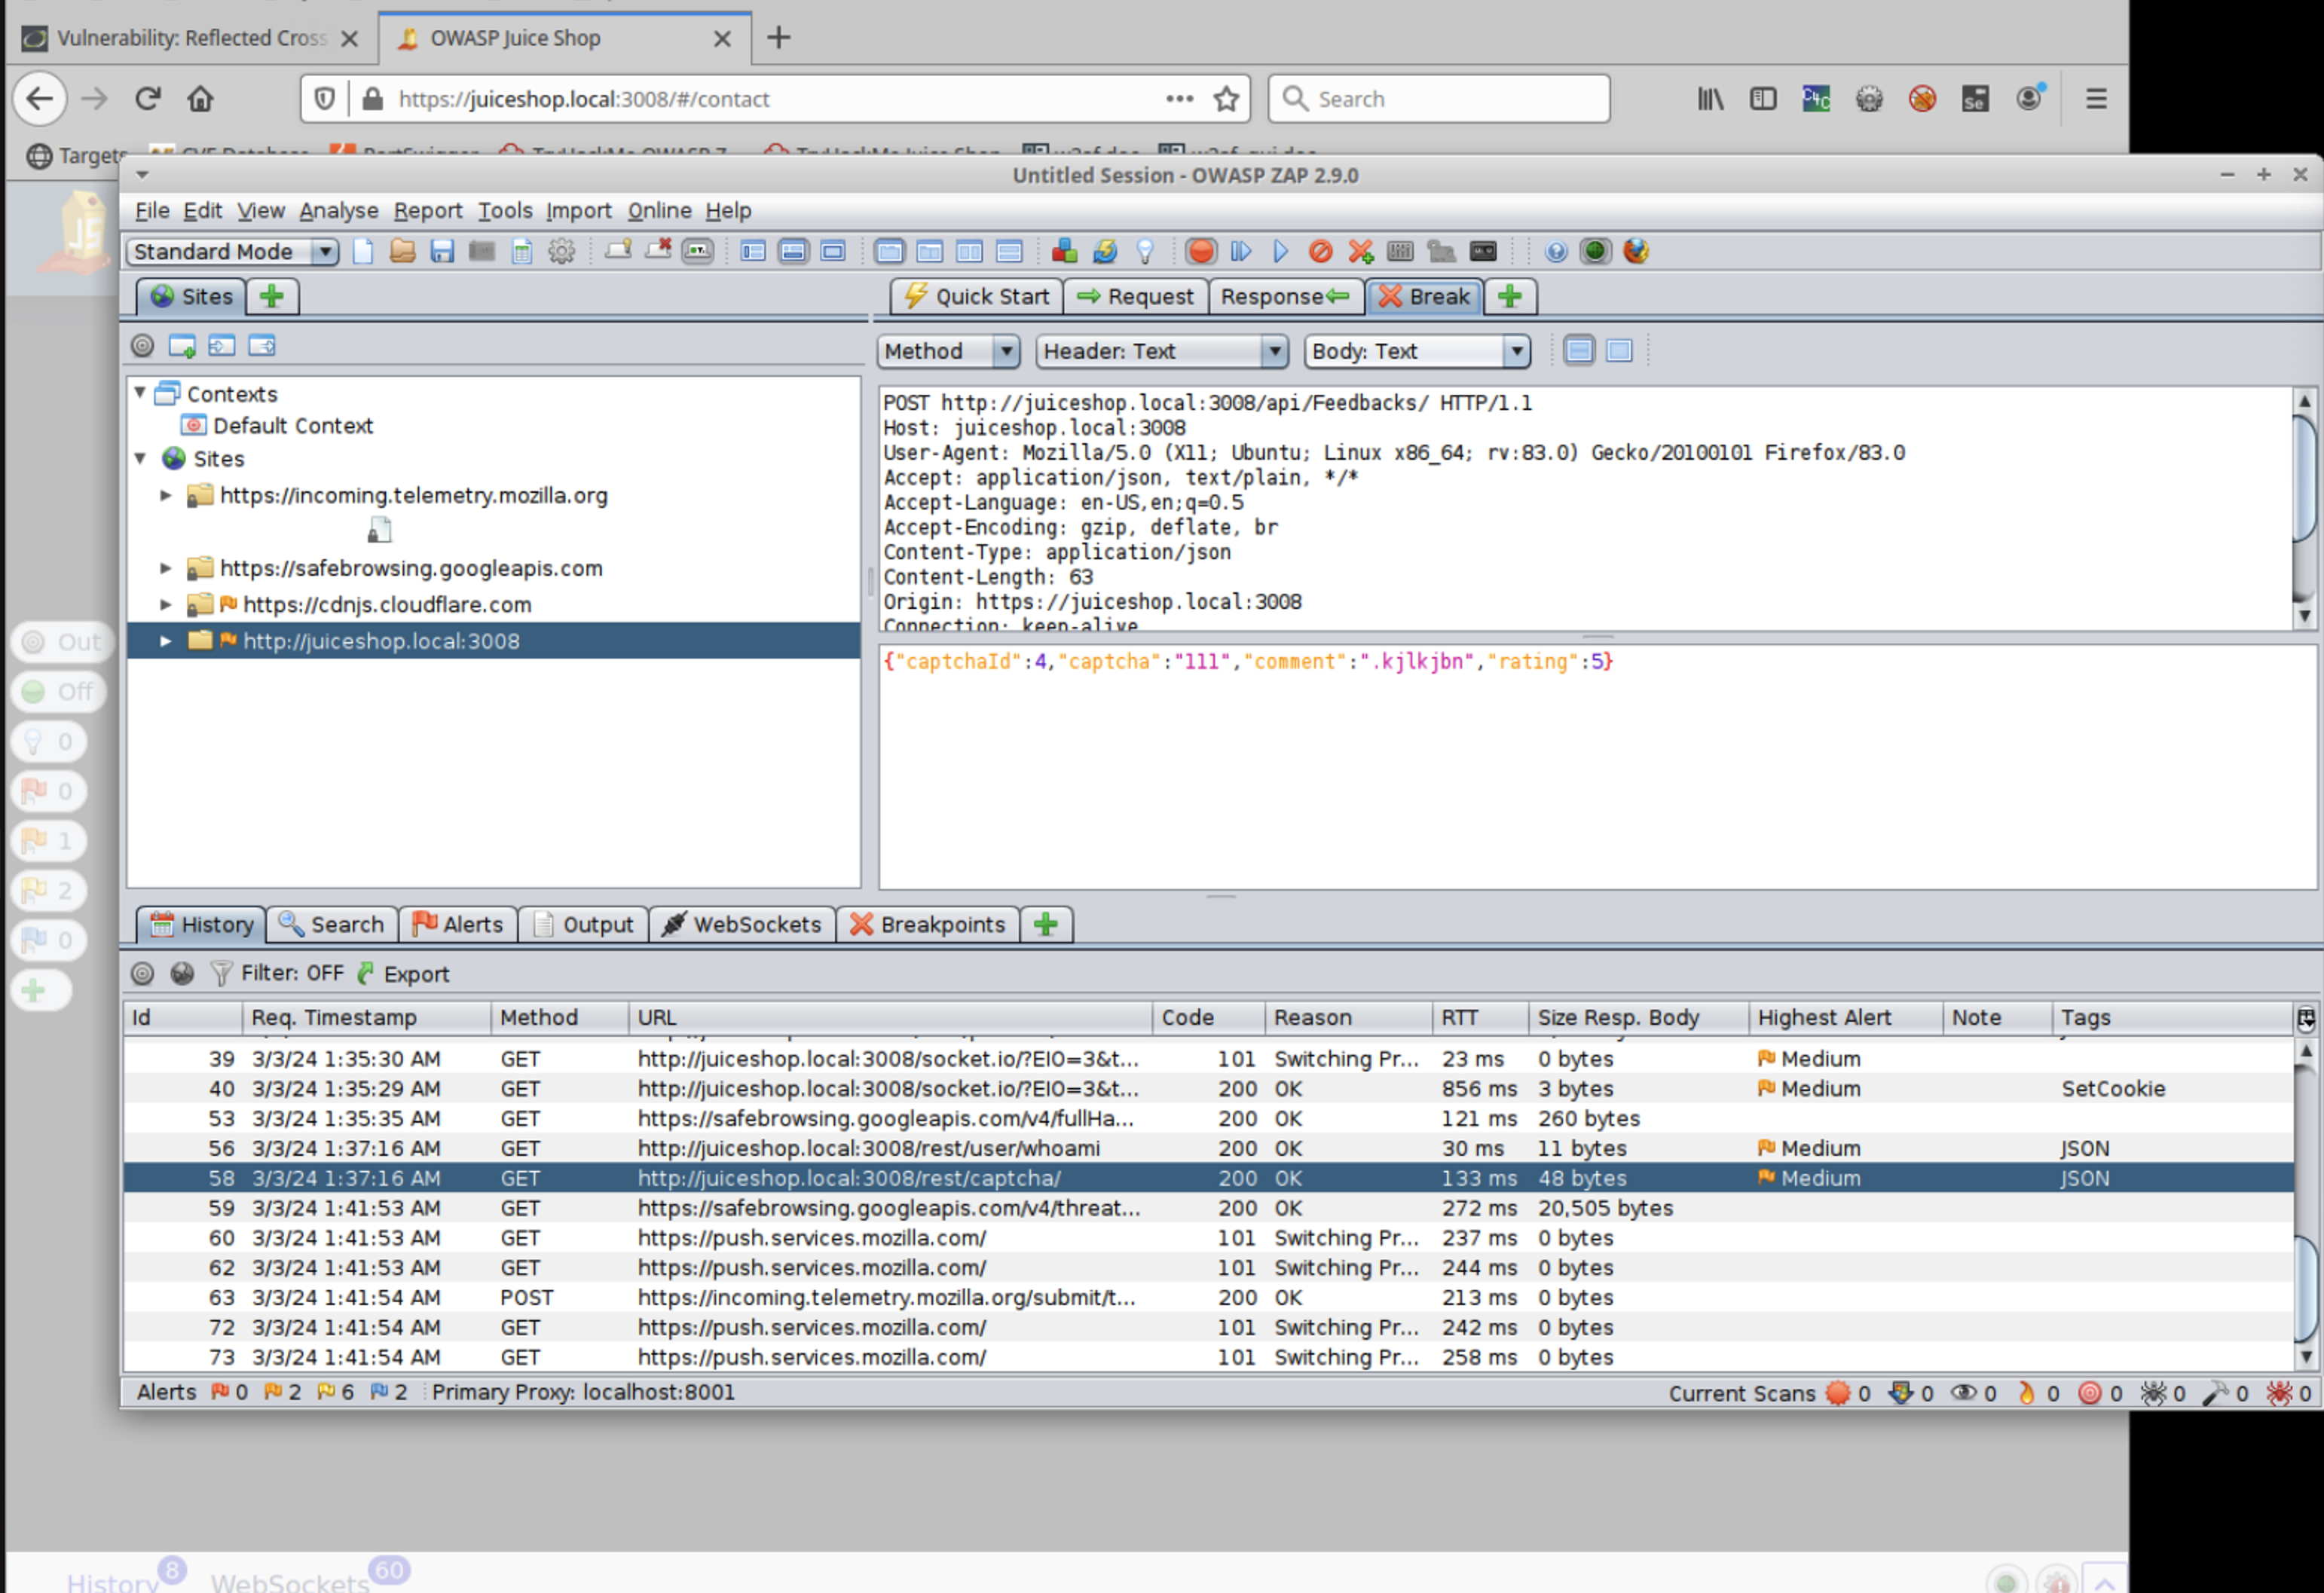 Vulnerability: Reflected Cross
OWASP Juice Shop
https://juiceshop.local:3008/#/contact
Search
Targets
Untitled Session - OWASP ZAP 2.9.0
File Edit View Analyse Report Tools Import Online Help
Standard Mode
Sites
Quick Start Request Response Break
Method Header: Text Body: Text
Contexts
Default Context
Sites
https://incoming.telemetry.mozilla.org
https://safebrowsing.googleapis.com
https://cdnjs.cloudflare.com
http://juiceshop.local:3008
POST http://juiceshop.local:3008/api/Feedbacks/ HTTP/1.1
Host: juiceshop.local:3008
User-Agent: Mozilla/5.0 (X11; Ubuntu; Linux x86_64; rv:83.0) Gecko/20100101 Firefox/83.0
Accept: application/json, text/plain, */*
Accept-Language: en-US,en;q=0.5
Accept-Encoding: gzip, deflate, br
Content-Type: application/json
Content-Length: 63
Origin: https://juiceshop.local:3008
Connection: keep-alive
{"captchaId":4,"captcha":"111","comment":".kjlkjbn","rating":5}
JS
Out
Off
0
0
1
2
0
History Search Alerts Output WebSockets Breakpoints
Filter: OFF Export
Id Req. Timestamp Method URL Code Reason RTT Size Resp. Body Highest Alert Note Tags
39 3/3/24 1:35:30 AM GET http://juiceshop.local:3008/socket.io/?EIO=3&t... 101 Switching Pr... 23 ms 0 bytes Medium
40 3/3/24 1:35:29 AM GET http://juiceshop.local:3008/socket.io/?EIO=3&t... 200 OK 856 ms 3 bytes Medium SetCookie
53 3/3/24 1:35:35 AM GET https://safebrowsing.googleapis.com/v4/fullHa... 200 OK 121 ms 260 bytes
56 3/3/24 1:37:16 AM GET http://juiceshop.local:3008/rest/user/whoami 200 OK 30 ms 11 bytes Medium JSON
58 3/3/24 1:37:16 AM GET http://juiceshop.local:3008/rest/captcha/ 200 OK 133 ms 48 bytes Medium JSON
59 3/3/24 1:41:53 AM GET https://safebrowsing.googleapis.com/v4/threat... 200 OK 272 ms 20,505 bytes
60 3/3/24 1:41:53 AM GET https://push.services.mozilla.com/ 101 Switching Pr... 237 ms 0 bytes
62 3/3/24 1:41:53 AM GET https://push.services.mozilla.com/ 101 Switching Pr... 244 ms 0 bytes
63 3/3/24 1:41:54 AM POST https://incoming.telemetry.mozilla.org/submit/t... 200 OK 213 ms 0 bytes
72 3/3/24 1:41:54 AM GET https://push.services.mozilla.com/ 101 Switching Pr... 242 ms 0 bytes
73 3/3/24 1:41:54 AM GET https://push.services.mozilla.com/ 101 Switching Pr... 258 ms 0 bytes
Alerts 0 2 6 2 Primary Proxy: localhost:8001 Current Scans 0 0 0 0 0 0 0 0
History 8 WebSockets 60